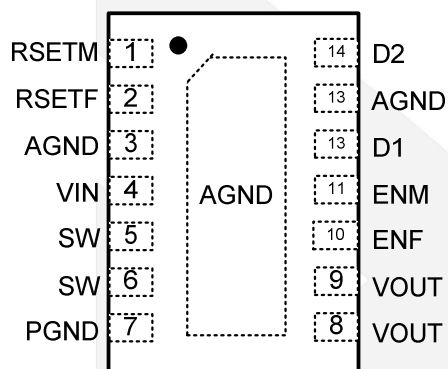 RSETM 1 14 D2
RSETF 2 13 AGND
AGND 3 13 D1
VIN 4 AGND 11 ENM
SW 5 10 ENF
SW 6 9 VOUT
PGND 7 8 VOUT